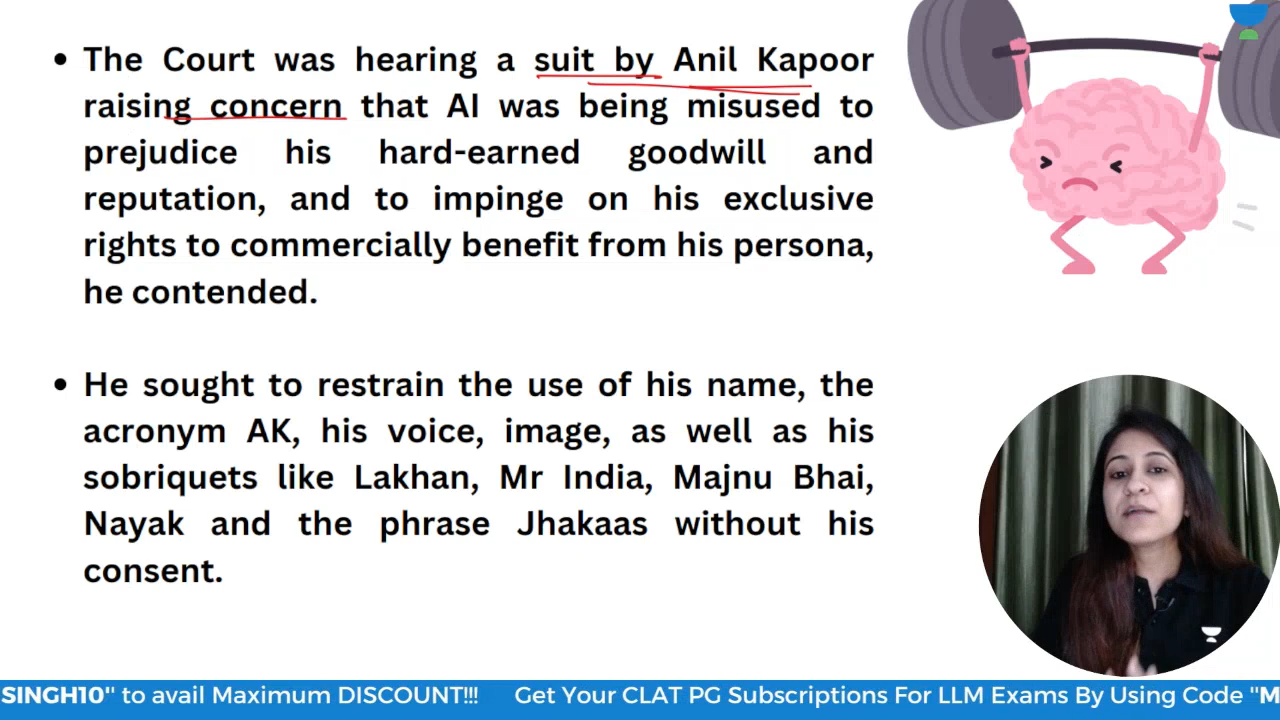 • The Court was hearing a suit by Anil Kapoor
raising concern that AI was being misused to
prejudice his hard-earned goodwill and
reputation, and to impinge on his exclusive
rights to commercially benefit from his persona,
he contended.
• He sought to restrain the use of his name, the
acronym AK, his voice, image, as well as his
sobriquets like Lakhan, Mr India, Majnu Bhai,
Nayak and the phrase Jhakaas without his
consent.
SINGH10" to avail Maximum DISCOUNT!!! Get Your CLAT PG Subscriptions For LLM Exams By Using Code "M